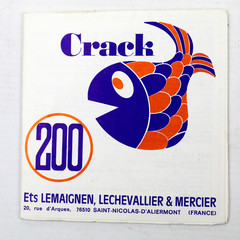 Crack
200
Ets LEMAIGNEN, LECHEVALLIER & MERCIER
20, rue d'Arques, 76510 SAINT-NICOLAS-D'ALIERMONT (FRANCE)